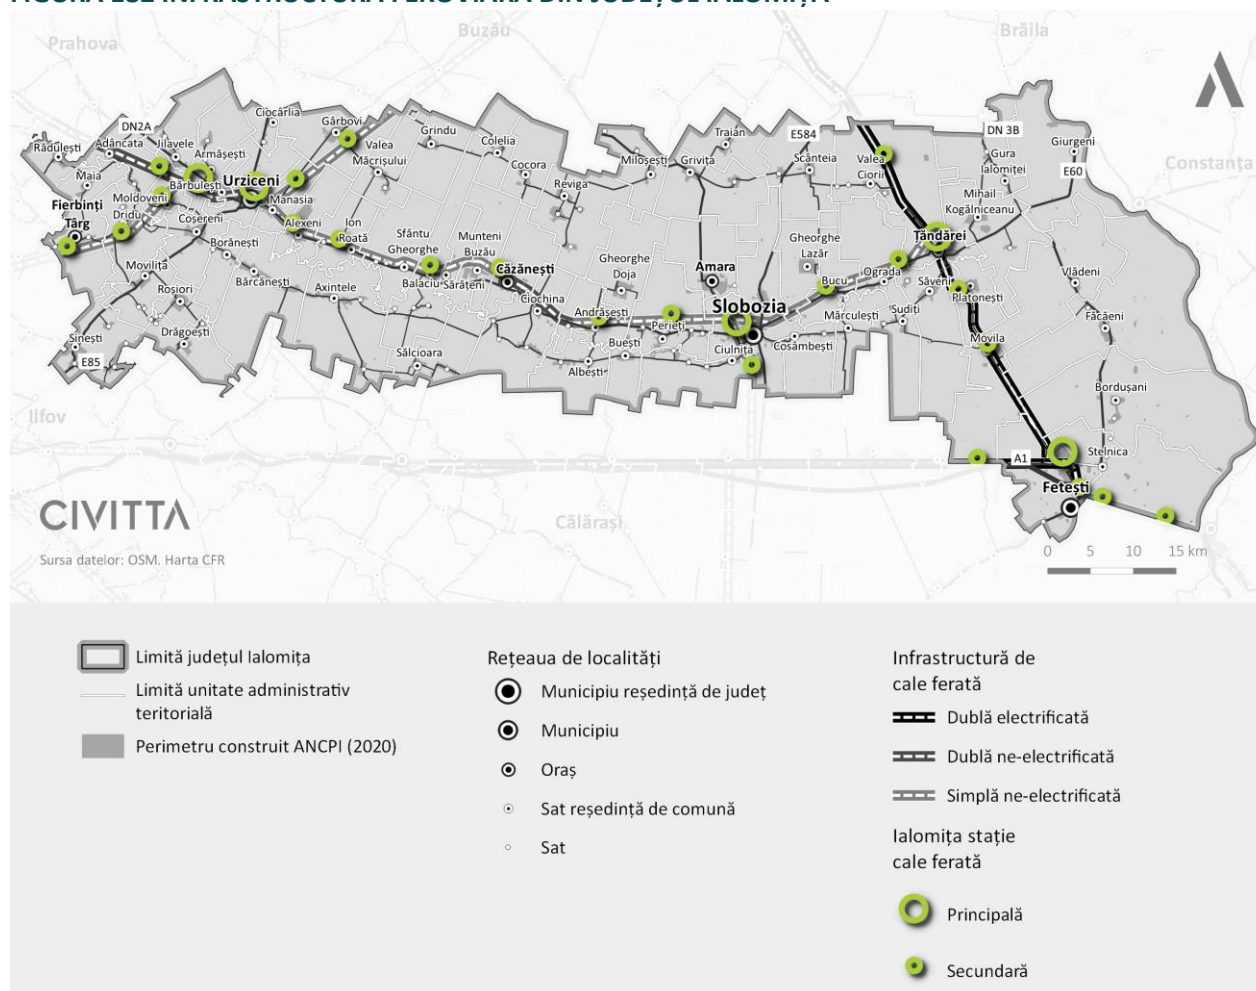 Prahova
Buzău
Brăila
Constanța
Ilfov
Călărași
DN2A
E584
DN 3B
E60
E85
A1
Rădulești
Adâncata
Jilavele
Armășești
Maia
Bărbulești
Urziceni
Ciocârlia
Gârbovi
Valea
Măcrișului
Grindu
Colelia
Cocora
Reviga
Miloșești
Grivița
Traian
Scânteia
Valea
Ciorii
Gura
Ialomiței
Giurgeni
Mihail
Kogălniceanu
Fierbinți
Târg
Moldoveni
Dridu
Coșereni
Manasia
Alexeni
Ion
Roată
Borănești
Bărcănești
Axintele
Sfântu
Gheorghe
Balaciu
Munteni
Buzău
Sărățeni
Căzănești
Ciochina
Gheorghe
Doja
Andrășești
Perieți
Buești
Albești
Amara
Slobozia
Ciulnița
Cosâmbești
Gheorghe
Lazăr
Bucu
Mărculești
Ograda
Sudiți
Săveni
Țăndărei
Platonești
Movila
Vlădeni
Făcăeni
Bordușani
Stelnica
Fetești
Movilița
Roșiori
Drăgoești
Sinești
Sălcioara
CIVITTA
Sursa datelor: OSM. Harta CFR
0 5 10 15 km
Limită județul Ialomița
Limită unitate administrativ
teritorială
Perimetru construit ANCPI (2020)
Rețeaua de localități
Municipiu reședință de județ
Municipiu
Oraș
Sat reședință de comună
Sat
Infrastructură de
cale ferată
Dublă electrificată
Dublă ne-electrificată
Simplă ne-electrificată
Ialomița stație
cale ferată
Principală
Secundară